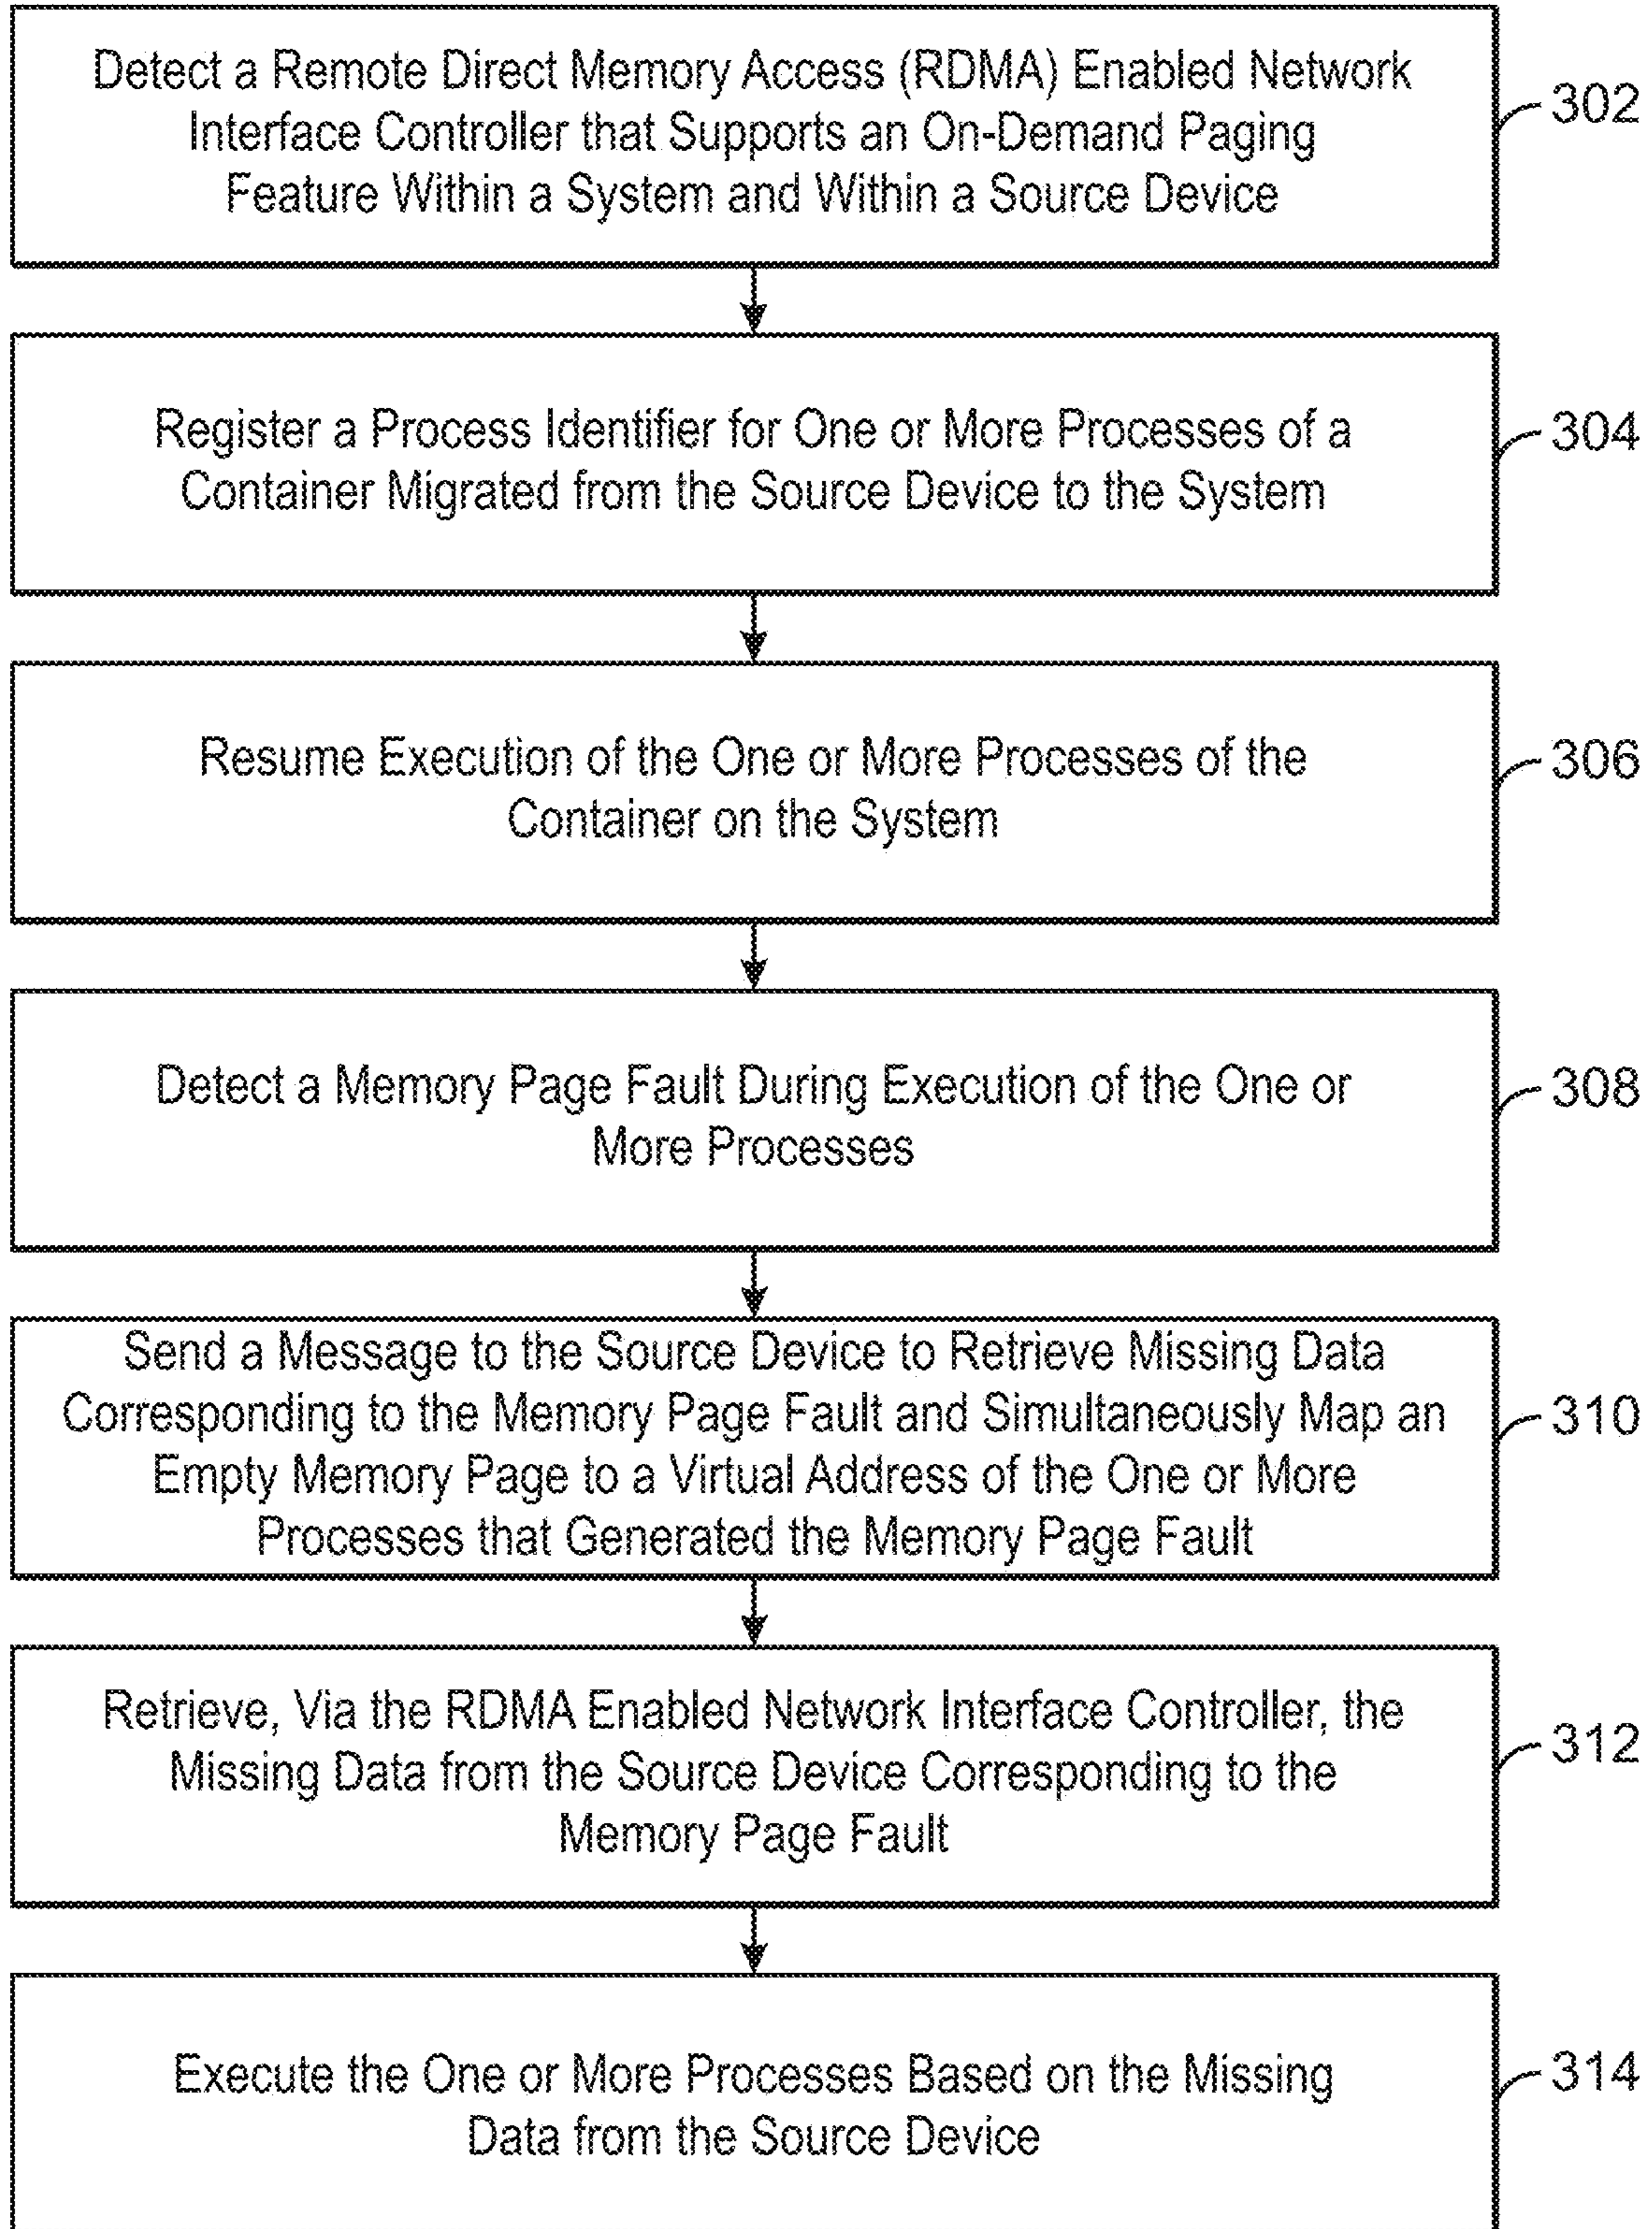 Detect a Remote Direct Memory Access (RDMA) Enabled Network
Interface Controller that Supports an On-Demand Paging
Feature Within a System and Within a Source Device
302
Register a Process Identifier for One or More Processes of a
Container Migrated from the Source Device to the System
304
Resume Execution of the One or More Processes of the
Container on the System
306
Detect a Memory Page Fault During Execution of the One or
More Processes
308
Send a Message to the Source Device to Retrieve Missing Data
Corresponding to the Memory Page Fault and Simultaneously Map an
Empty Memory Page to a Virtual Address of the One or More
Processes that Generated the Memory Page Fault
310
Retrieve, Via the RDMA Enabled Network Interface Controller, the
Missing Data from the Source Device Corresponding to the
Memory Page Fault
312
Execute the One or More Processes Based on the Missing
Data from the Source Device
314